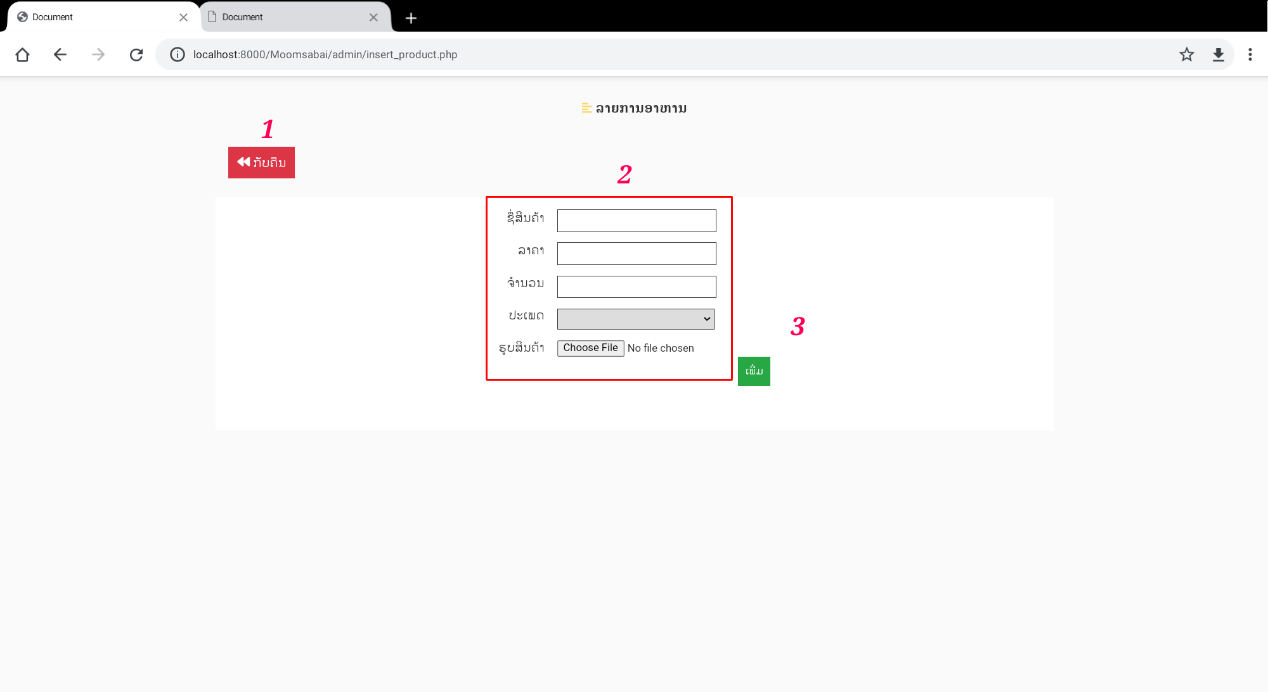 Document
Document
localhost:8000/Moomsabai/admin/insert_product.php
ລາຍການອາຫານ
1
ກັບຄືນ
2
ຊື່ສິນຄ້າ
ລາຄາ
ຈຳນວນ
ປະເພດ
3
ຮູບສິນຄ້າ Choose File No file chosen
ເພີ່ມ